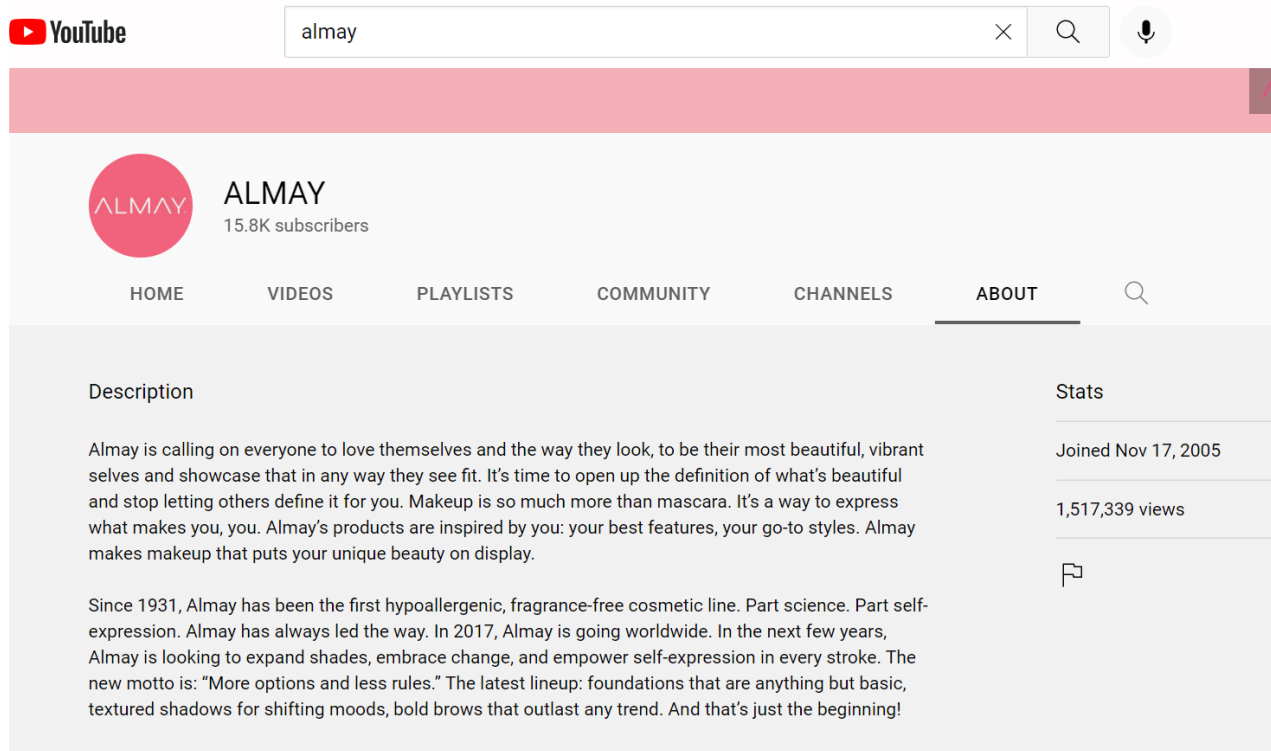 YouTube
almay
ALMAY
ALMAY
15.8K subscribers
HOME VIDEOS PLAYLISTS COMMUNITY CHANNELS ABOUT
Description
Almay is calling on everyone to love themselves and the way they look, to be their most beautiful, vibrant
selves and showcase that in any way they see fit. It’s time to open up the definition of what’s beautiful
and stop letting others define it for you. Makeup is so much more than mascara. It’s a way to express
what makes you, you. Almay’s products are inspired by you: your best features, your go-to styles. Almay
makes makeup that puts your unique beauty on display.
Since 1931, Almay has been the first hypoallergenic, fragrance-free cosmetic line. Part science. Part self-
expression. Almay has always led the way. In 2017, Almay is going worldwide. In the next few years,
Almay is looking to expand shades, embrace change, and empower self-expression in every stroke. The
new motto is: “More options and less rules.” The latest lineup: foundations that are anything but basic,
textured shadows for shifting moods, bold brows that outlast any trend. And that’s just the beginning!
Stats
Joined Nov 17, 2005
1,517,339 views